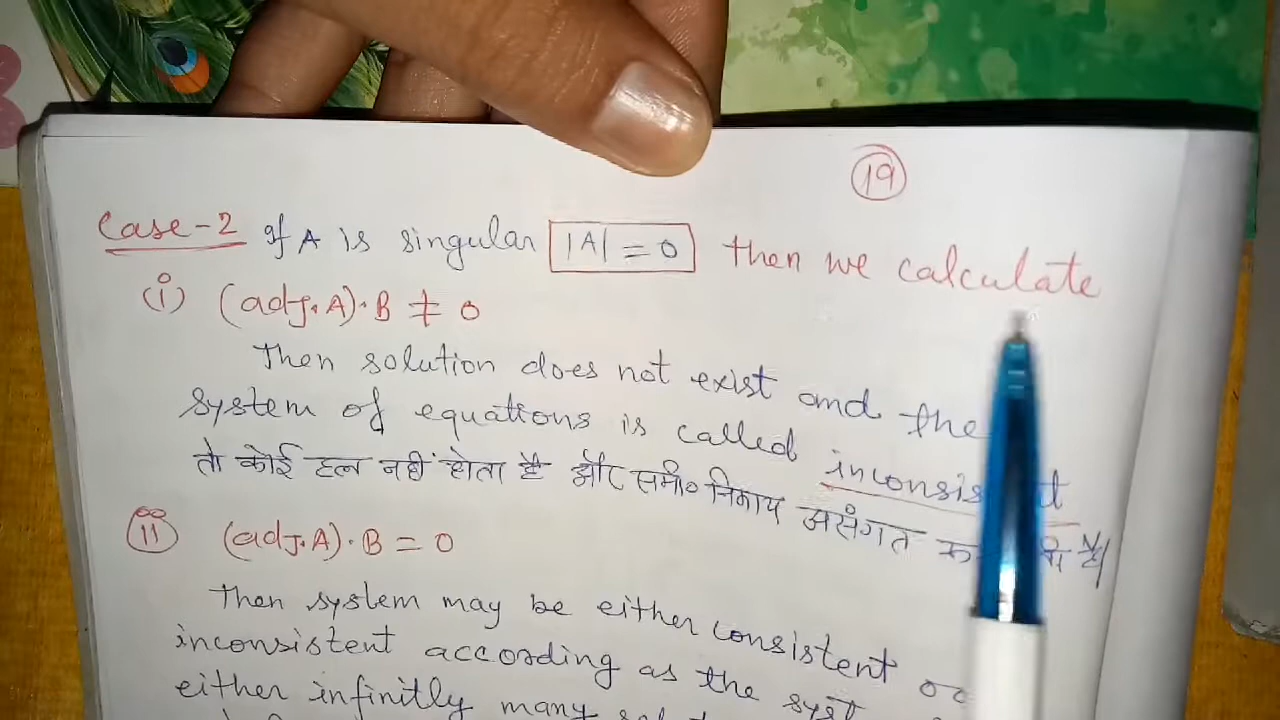 19
Case-2 If A is singular |A| = 0 then we calculate
(i) (adj.A).B ≠ 0
Then solution does not exist and the
system of equations is called
तो कोई हल नहीं होता है और समी० निकाय असंगत है।
(ii) (adj.A).B = 0
Then system may be either consistent or
inconsistent according as the
either infinitly many